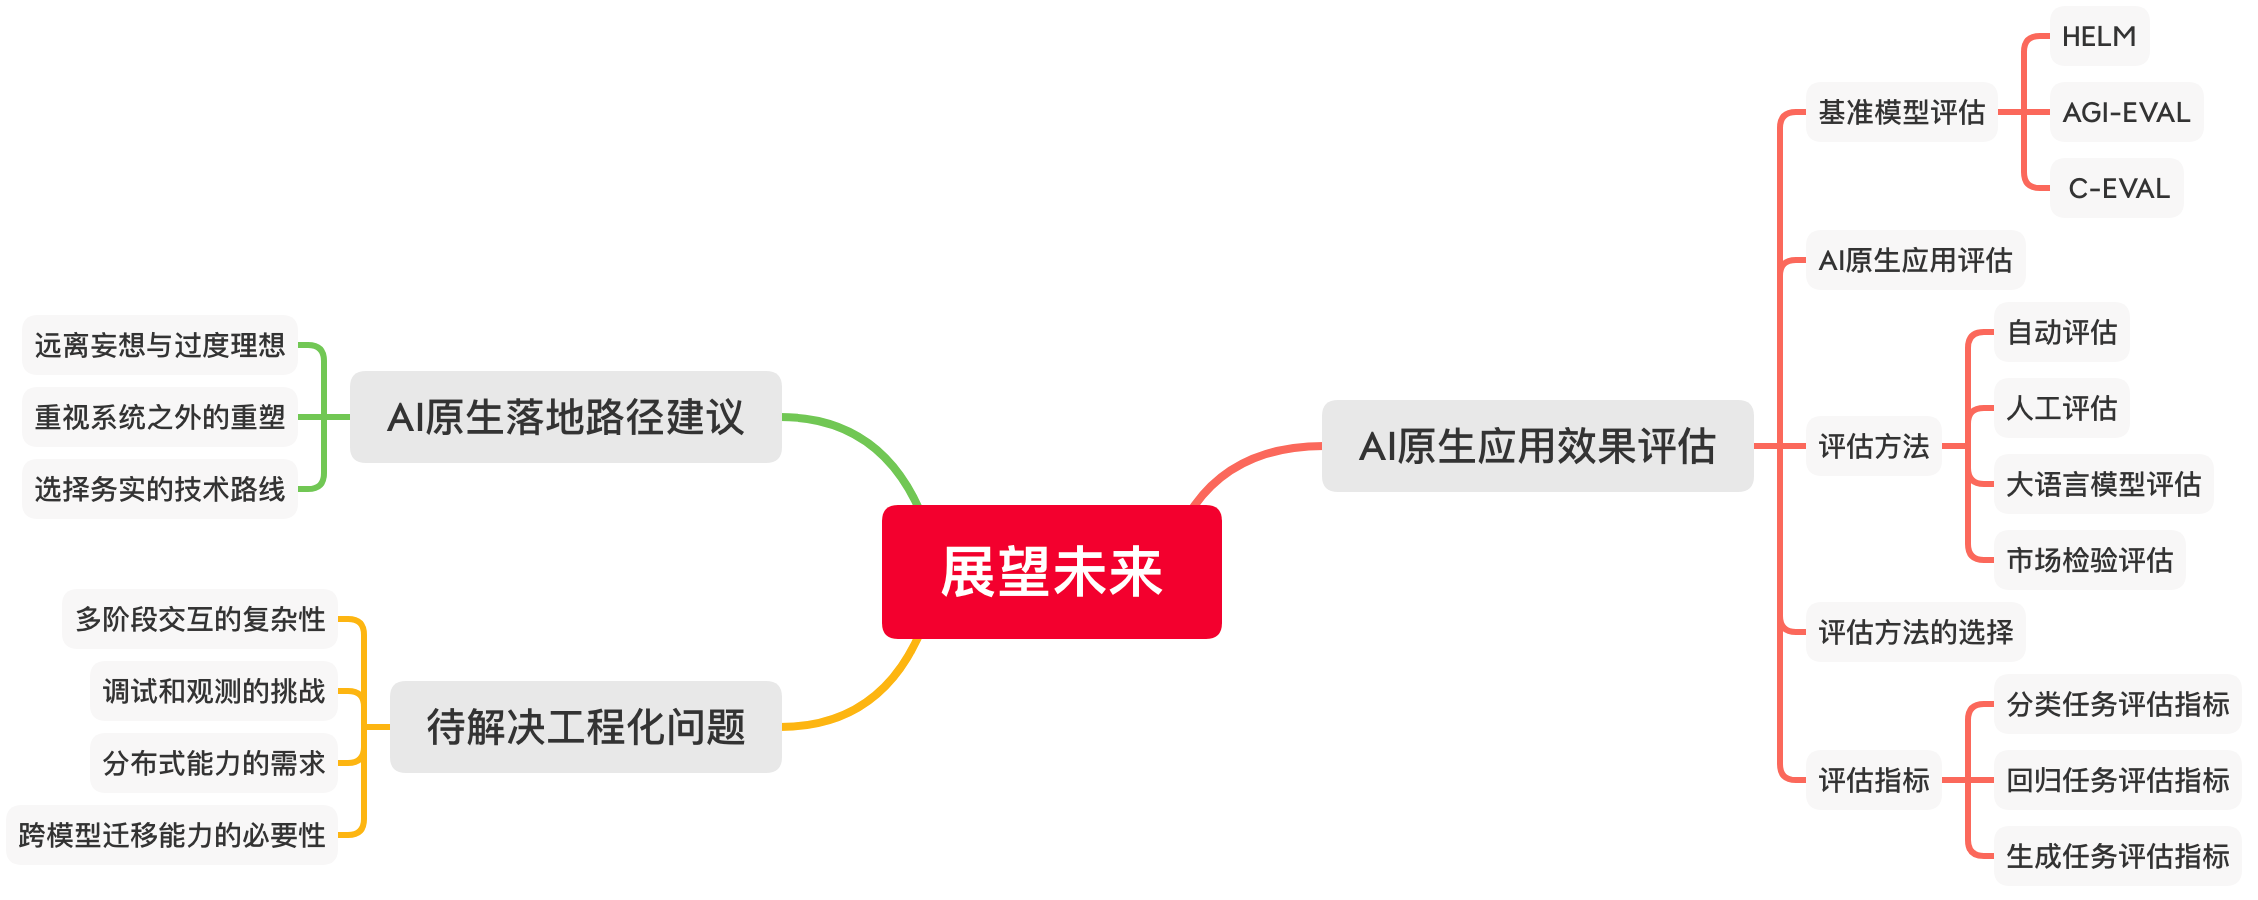 展望未来
AI原生应用效果评估
基准模型评估
HELM
AGI-EVAL
C-EVAL
AI原生应用评估
评估方法
自动评估
人工评估
大语言模型评估
市场检验评估
评估方法的选择
评估指标
分类任务评估指标
回归任务评估指标
生成任务评估指标
AI原生落地路径建议
远离妄想与过度理想
重视系统之外的重塑
选择务实的技术路线
待解决工程化问题
多阶段交互的复杂性
调试和观测的挑战
分布式能力的需求
跨模型迁移能力的必要性